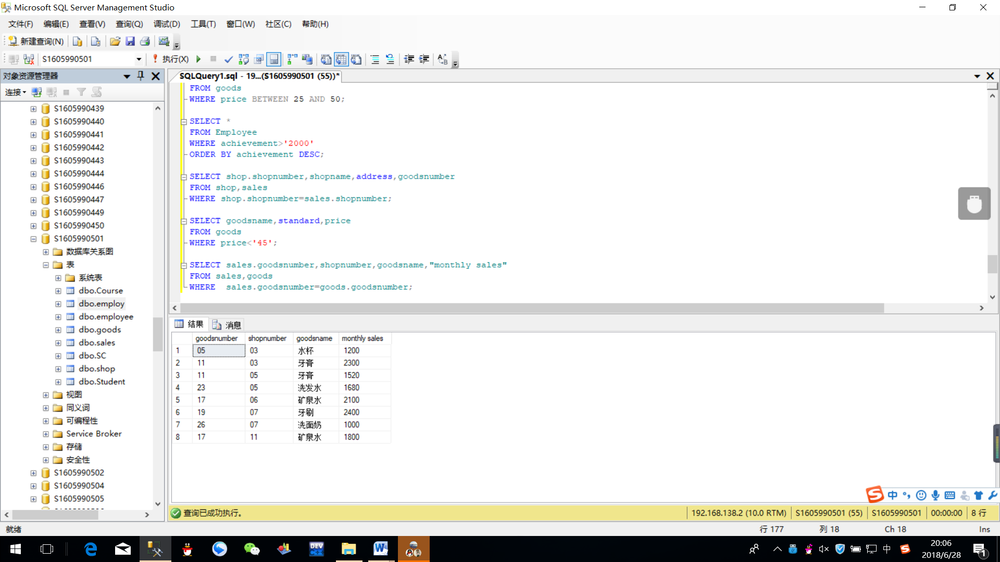 Microsoft SQL Server Management Studio
文件(F) 编辑(E) 查看(V) 查询(Q) 调试(D) 工具(T) 窗口(W) 社区(C) 帮助(H)
新建查询(N)
S1605990501 执行(X)
对象资源管理器
连接
S1605990439
S1605990440
S1605990441
S1605990442
S1605990443
S1605990444
S1605990446
S1605990447
S1605990449
S1605990450
S1605990501
数据库关系图
表
系统表
dbo.Course
dbo.employ
dbo.employee
dbo.goods
dbo.sales
dbo.SC
dbo.shop
dbo.Student
视图
同义词
可编程性
Service Broker
存储
安全性
S1605990502
S1605990504
S1605990505
SQLQuery1.sql - 19...(S1605990501 (55))*
FROM goods
WHERE price BETWEEN 25 AND 50;
SELECT *
FROM Employee
WHERE achievement>'2000'
ORDER BY achievement DESC;
SELECT shop.shopnumber,shopname,address,goodsnumber
FROM shop,sales
WHERE shop.shopnumber=sales.shopnumber;
SELECT goodsname,standard,price
FROM goods
WHERE price<'45';
SELECT sales.goodsnumber,shopnumber,goodsname,"monthly sales"
FROM sales,goods
WHERE  sales.goodsnumber=goods.goodsnumber;
结果 消息
goodsnumber shopnumber goodsname monthly sales
1 05 03 水杯 1200
2 11 03 牙膏 2300
3 11 05 牙膏 1520
4 23 05 洗发水 1680
5 17 06 矿泉水 2100
6 19 07 牙刷 2400
7 26 07 洗面奶 1000
8 17 11 矿泉水 1800
中
查询已成功执行。 192.168.138.2 (10.0 RTM) S1605990501 (55) S1605990501 00:00:00 8 行
就绪 行 177 列 18 Ch 18 Ins
DEV C++ 中 20:06
2018/6/28
1